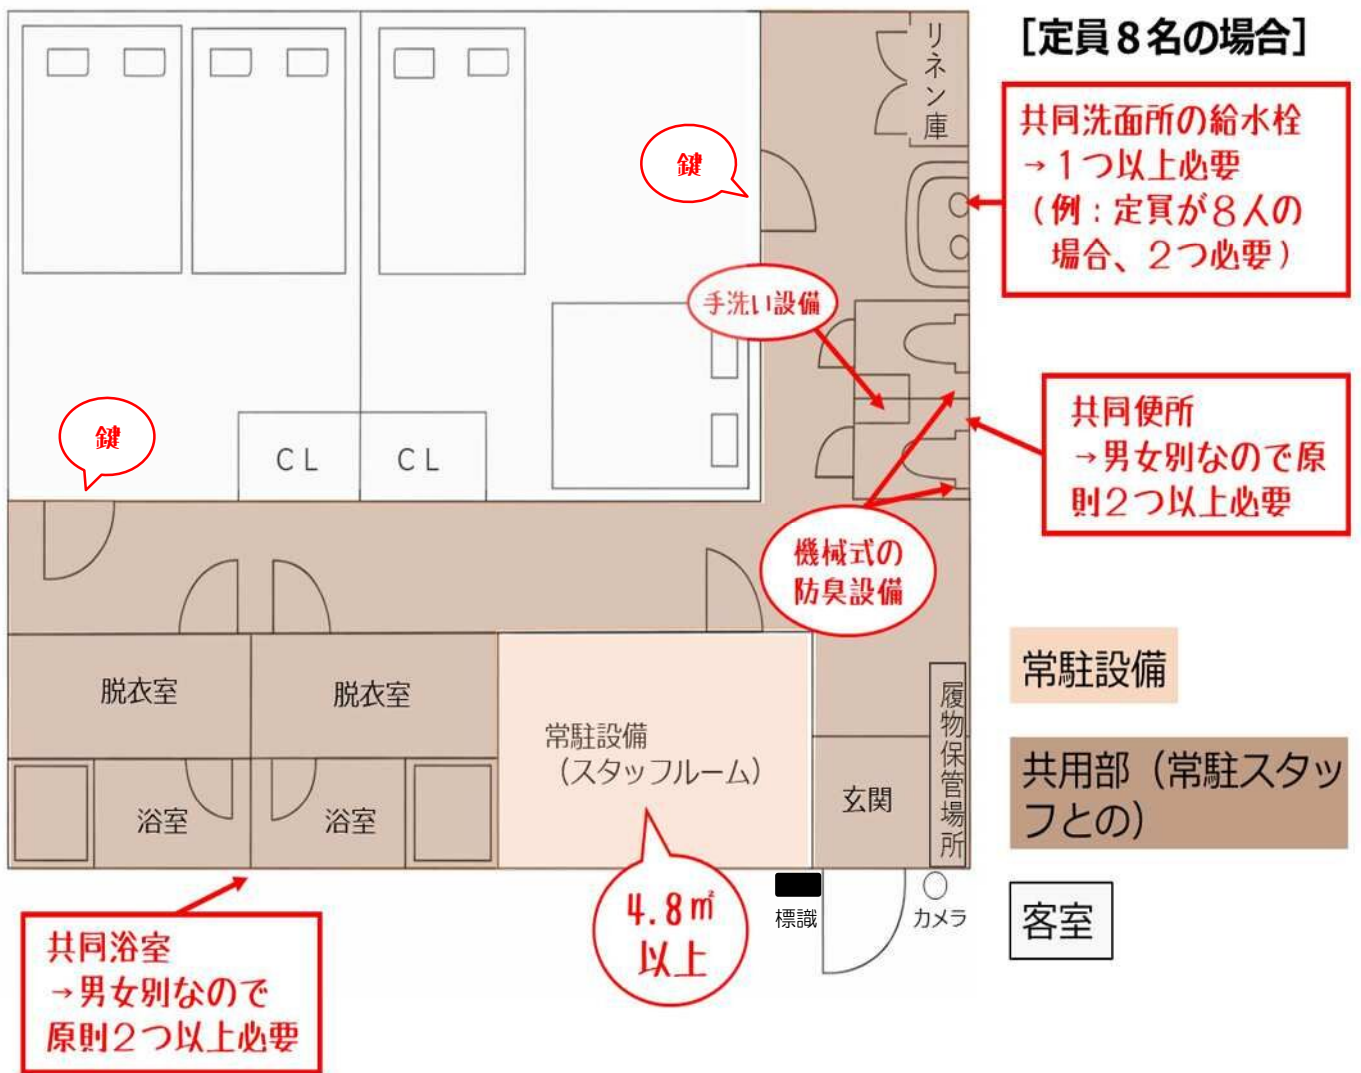 [定員８名の場合]
リネン庫
共同洗面所の給水栓
→１つ以上必要
(例：定員が８人の
場合、２つ必要)
鍵
手洗い設備
共同便所
→男女別なので原
則２つ以上必要
鍵
ＣＬ
ＣＬ
機械式の
防臭設備
常駐設備
脱衣室
脱衣室
常駐設備
（スタッフルーム）
履物保管場所
共用部（常駐スタッ
フとの）
浴室
浴室
玄関
4.8㎡
以上
標識
カメラ
客室
共同浴室
→男女別なので
原則２つ以上必要